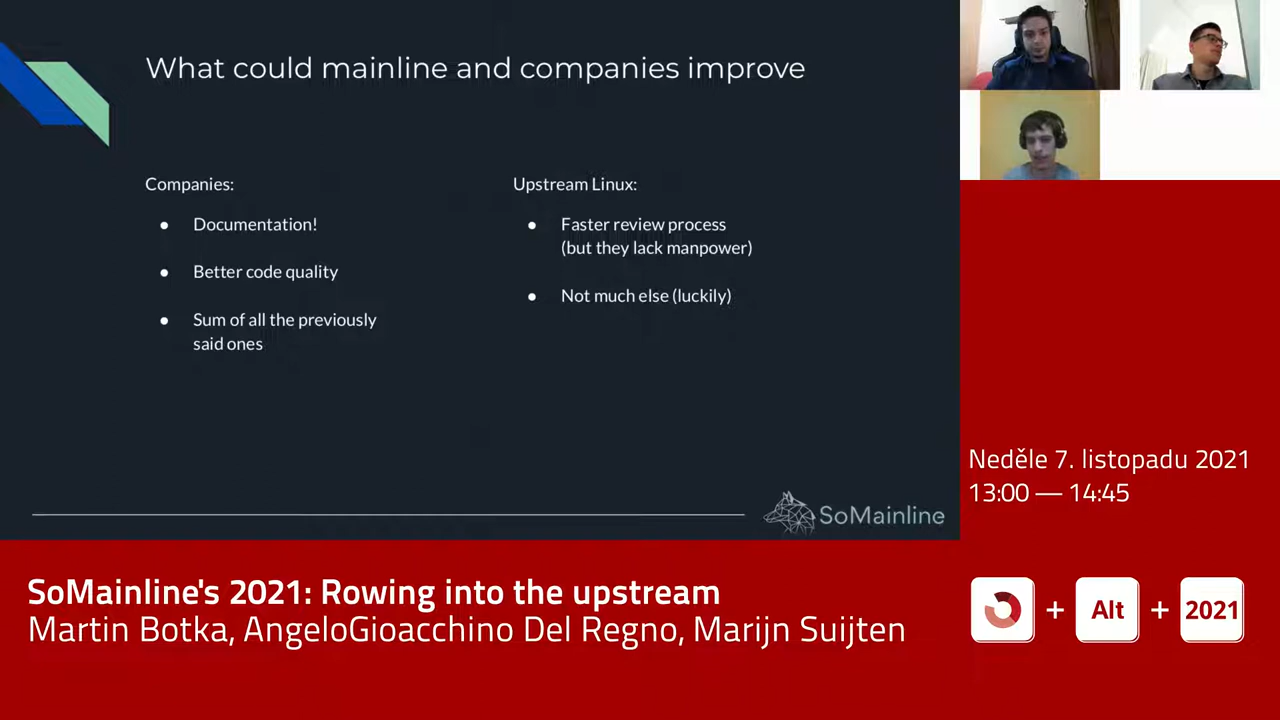 What could mainline and companies improve
Companies:
● Documentation!
● Better code quality
● Sum of all the previously
said ones
Upstream Linux:
● Faster review process
(but they lack manpower)
● Not much else (luckily)
SoMainline
Neděle 7. listopadu 2021
13:00 — 14:45
SoMainline's 2021: Rowing into the upstream
Martin Botka, AngeloGioacchino Del Regno, Marijn Suijten
+ Alt + 2021